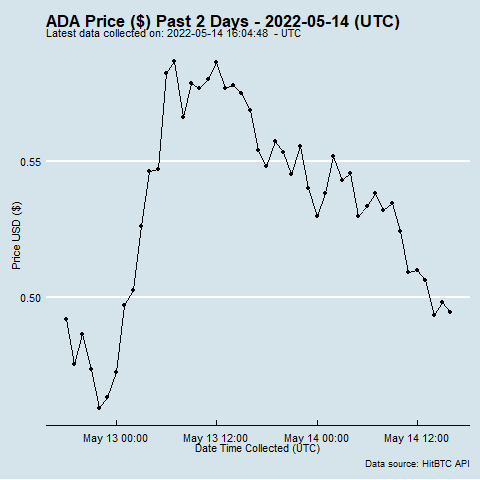 ADA Price ($) Past 2 Days - 2022-05-14 (UTC)
Latest data collected on: 2022-05-14 16:04:48 - UTC
0.55
Price USD ($)
0.50
May 13 00:00 May 13 12:00 May 14 00:00 May 14 12:00
Date Time Collected (UTC)
Data source: HitBTC API